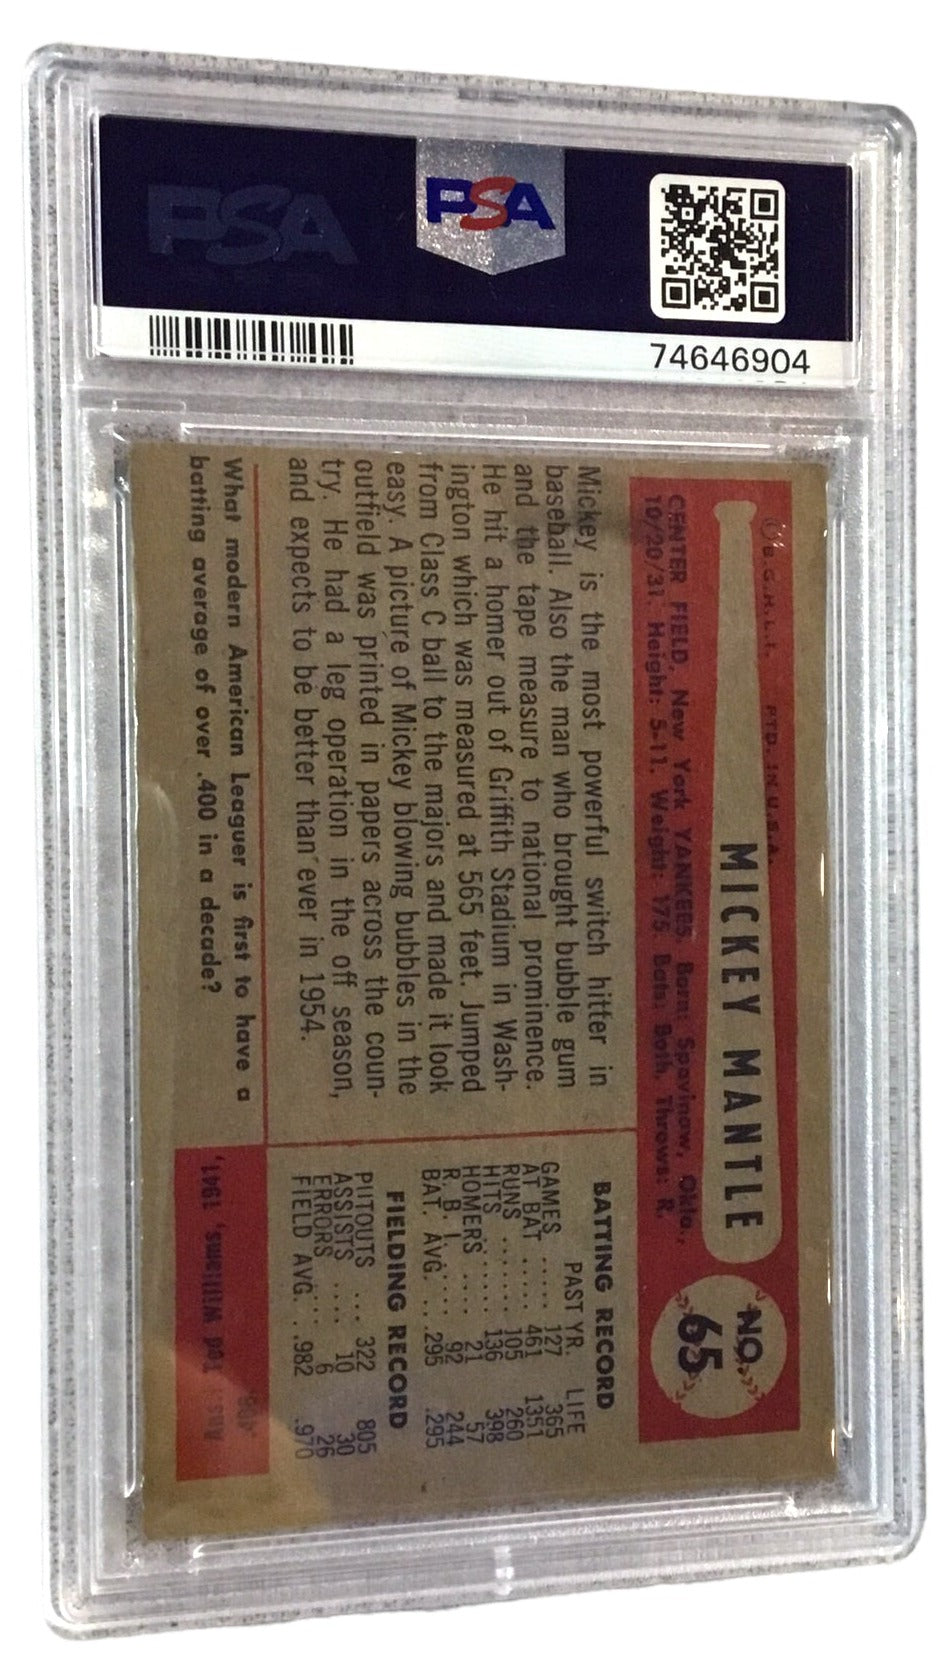 PSA
PSA
74646904
© B.G.H.L.I. PTD. IN U.S.A.
MICKEY MANTLE
NO.
65
CENTER FIELD, New York YANKEES. Born: Spavinow, Okla.,
10/20/31. Height: 5-11. Weight: 175. Bats: Both. Throws: R.
Mickey is the most powerful switch hitter in
baseball. Also the man who brought bubble gum
and the tape measure to national prominence.
He hit a homer out of Griffith Stadium in Wash-
ington which was measured at 565 feet. Jumped
from Class C ball to the majors and made it look
easy. A picture of Mickey blowing bubbles in the
outfield was printed in papers across the coun-
try. He had a leg operation in the off season,
and expects to be better than ever in 1954.
BATTING RECORD
PAST YR. LIFE
GAMES ..... 127 365
AT BAT .... 461 1351
RUNS ...... 105 260
HITS ...... 136 398
HOMERS ..... 21 57
R. B. I. .... 92 244
BAT. AVG. .. .295 .295
FIELDING RECORD
PUTOUTS ... 322 805
ASSISTS .... 10 30
ERRORS .... 6 26
FIELD AVG. . .982 .970
What modern American Leaguer is first to have a
batting average of over .400 in a decade?
Ans: Ted Williams, 1941,
.406.